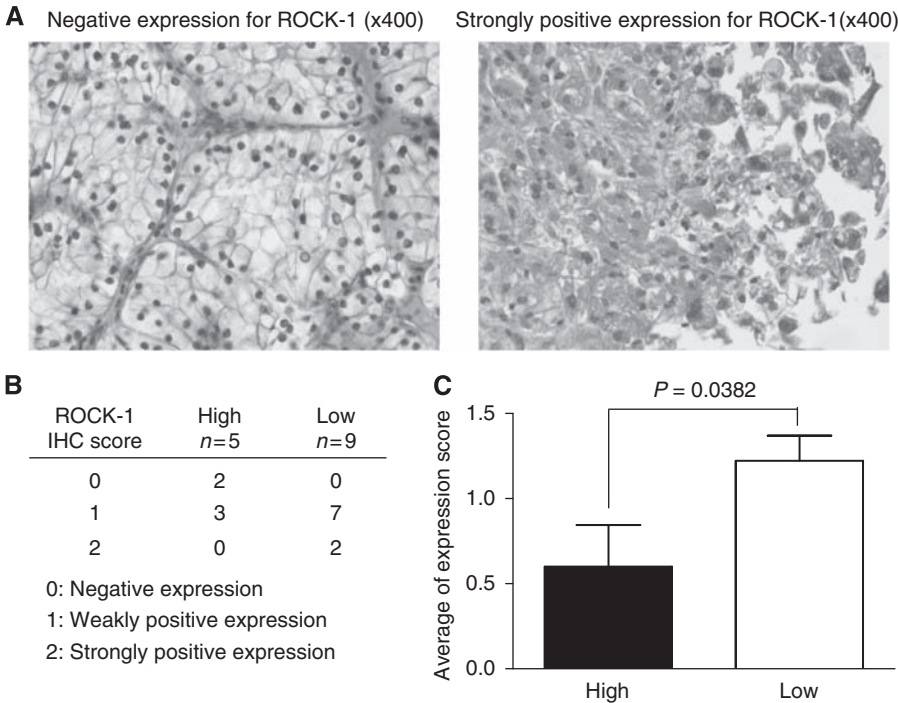 A
Negative expression for ROCK-1 (x400)
Strongly positive expression for ROCK-1(x400)
B
ROCK-1 IHC score High n=5 Low n=9
0 2 0
1 3 7
2 0 2
0: Negative expression
1: Weakly positive expression
2: Strongly positive expression
C
P = 0.0382
Average of expression score
1.5
1.0
0.5
0.0
High Low